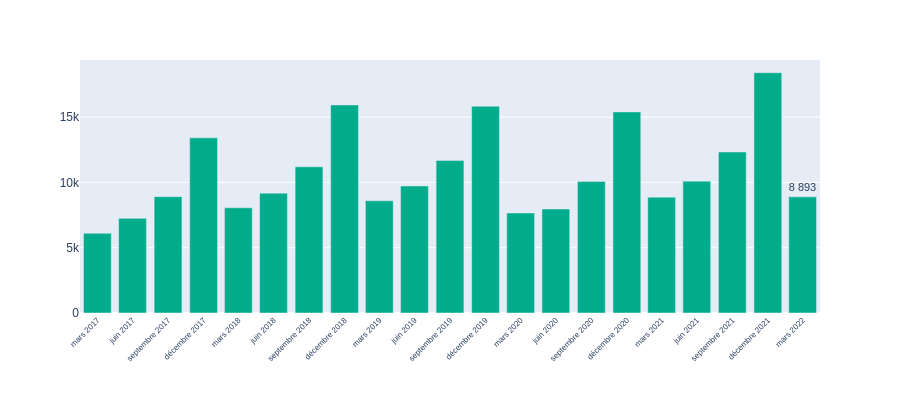 15k
10k
5k
0
8 893
mars 2017
juin 2017
septembre 2017
décembre 2017
mars 2018
juin 2018
septembre 2018
décembre 2018
mars 2019
juin 2019
septembre 2019
décembre 2019
mars 2020
juin 2020
septembre 2020
décembre 2020
mars 2021
juin 2021
septembre 2021
décembre 2021
mars 2022